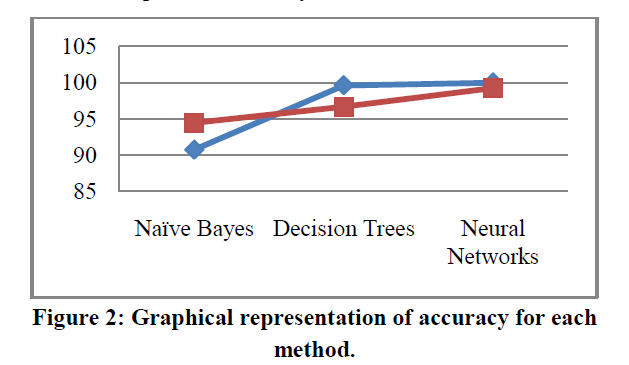 105
100
95
90
85
Naïve Bayes Decision Trees Neural
Networks
Figure 2: Graphical representation of accuracy for each
method.